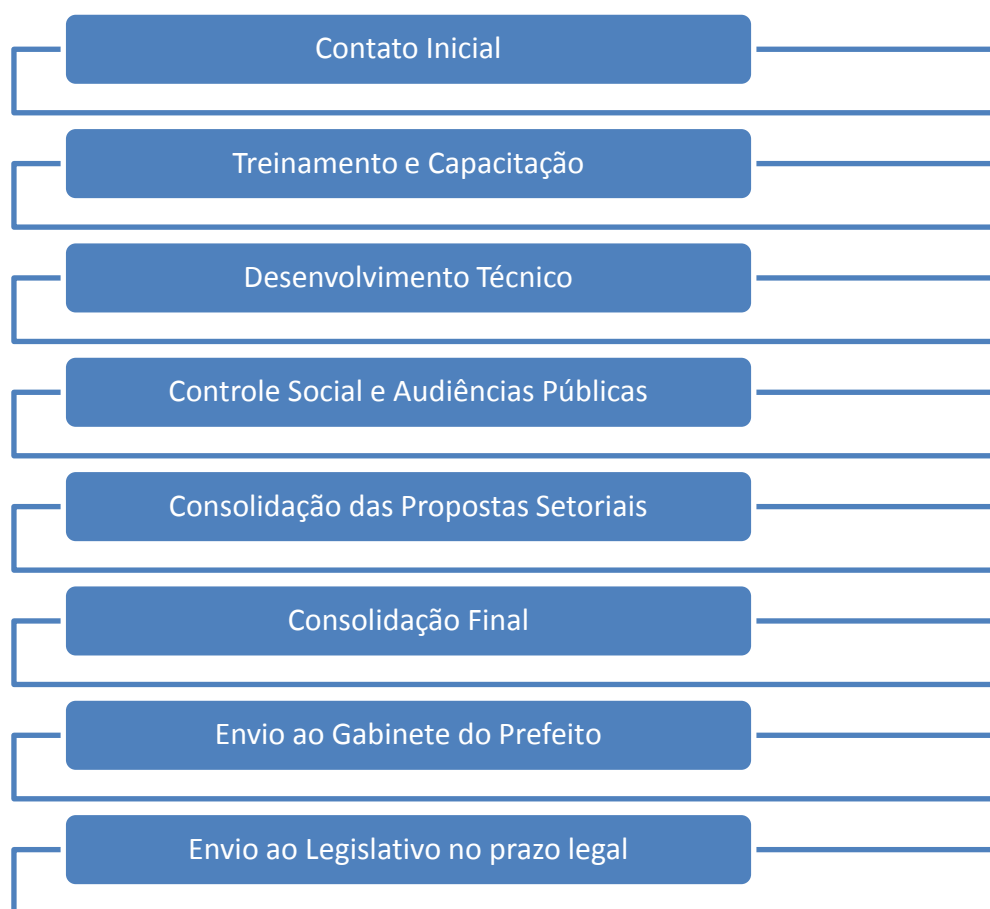 Contato Inicial
Treinamento e Capacitação
Desenvolvimento Técnico
Controle Social e Audiências Públicas
Consolidação das Propostas Setoriais
Consolidação Final
Envio ao Gabinete do Prefeito
Envio ao Legislativo no prazo legal